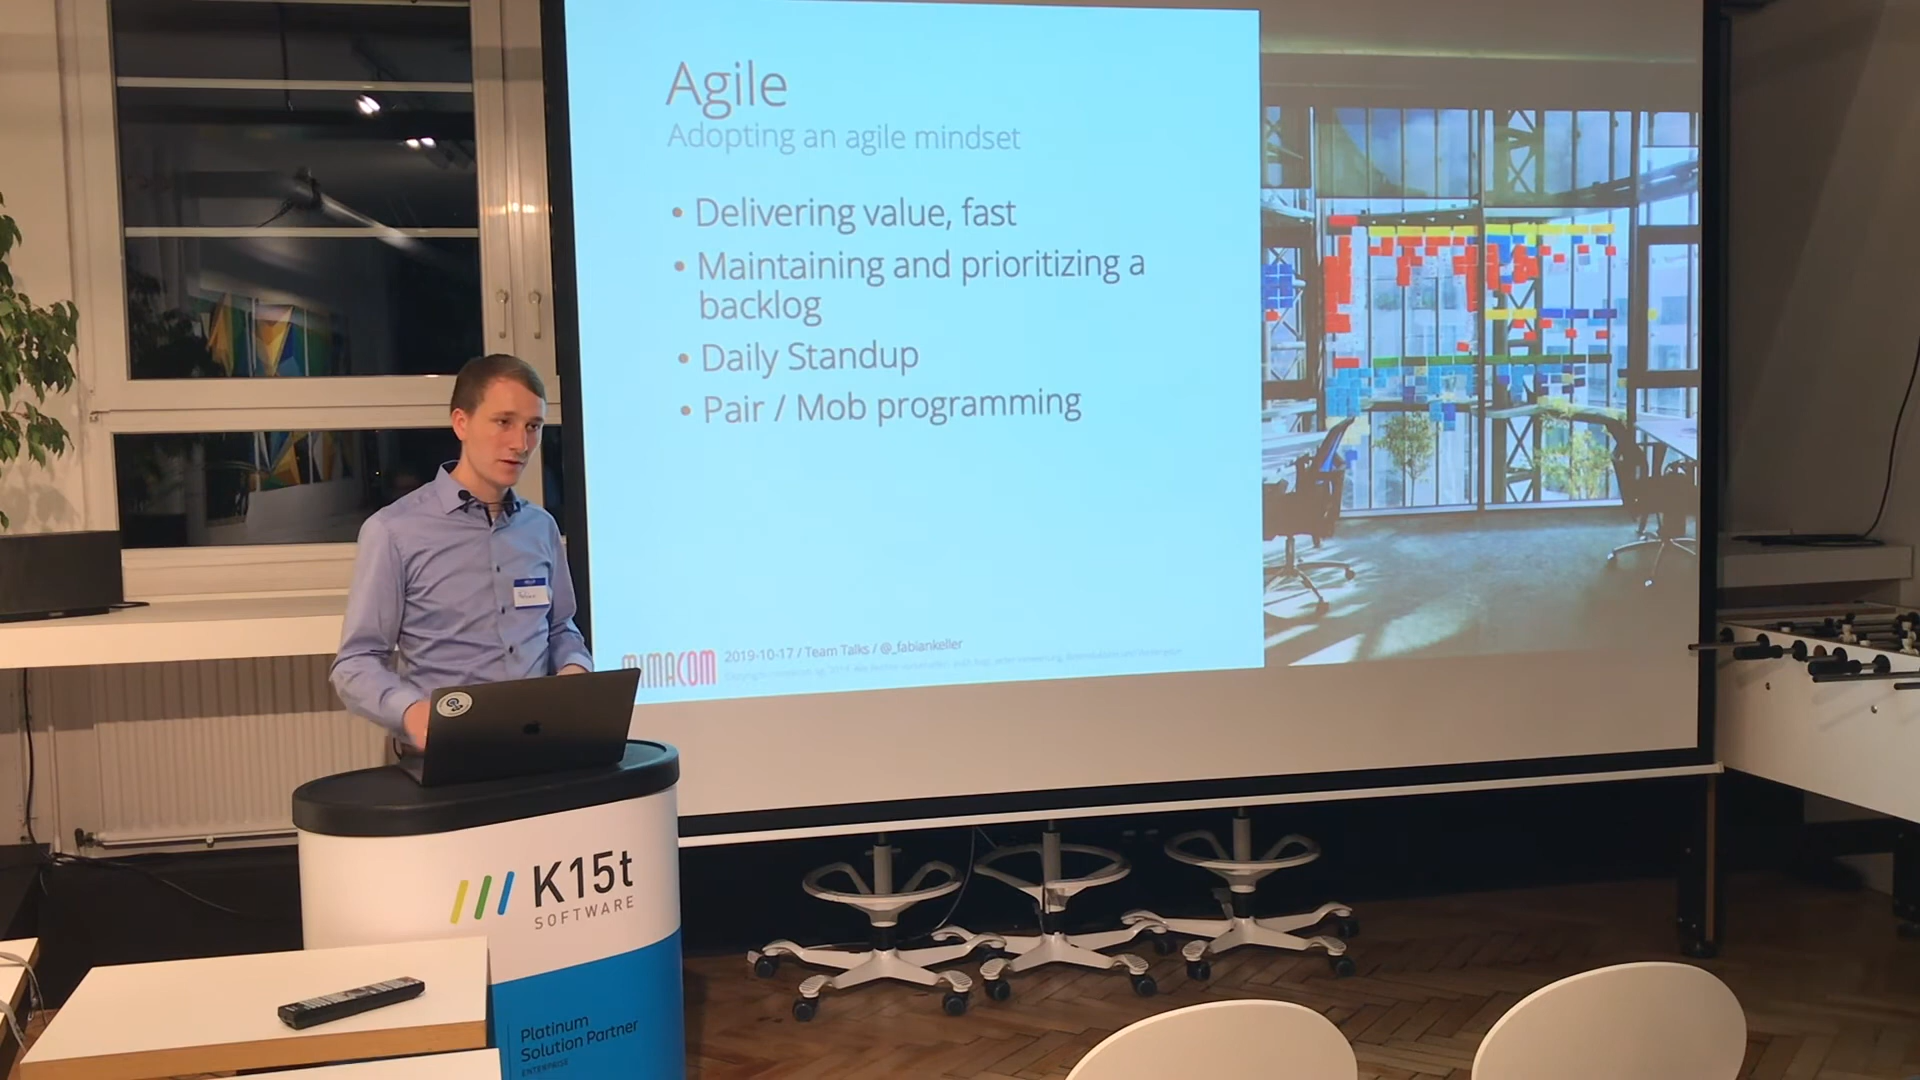 Agile
Adopting an agile mindset
• Delivering value, fast
• Maintaining and prioritizing a
backlog
• Daily Standup
• Pair / Mob programming
MIMACOM
2019-10-17 / Team Talks / @_fabiankeller
K15t
SOFTWARE
Platinum
Solution Partner
ENTERPRISE